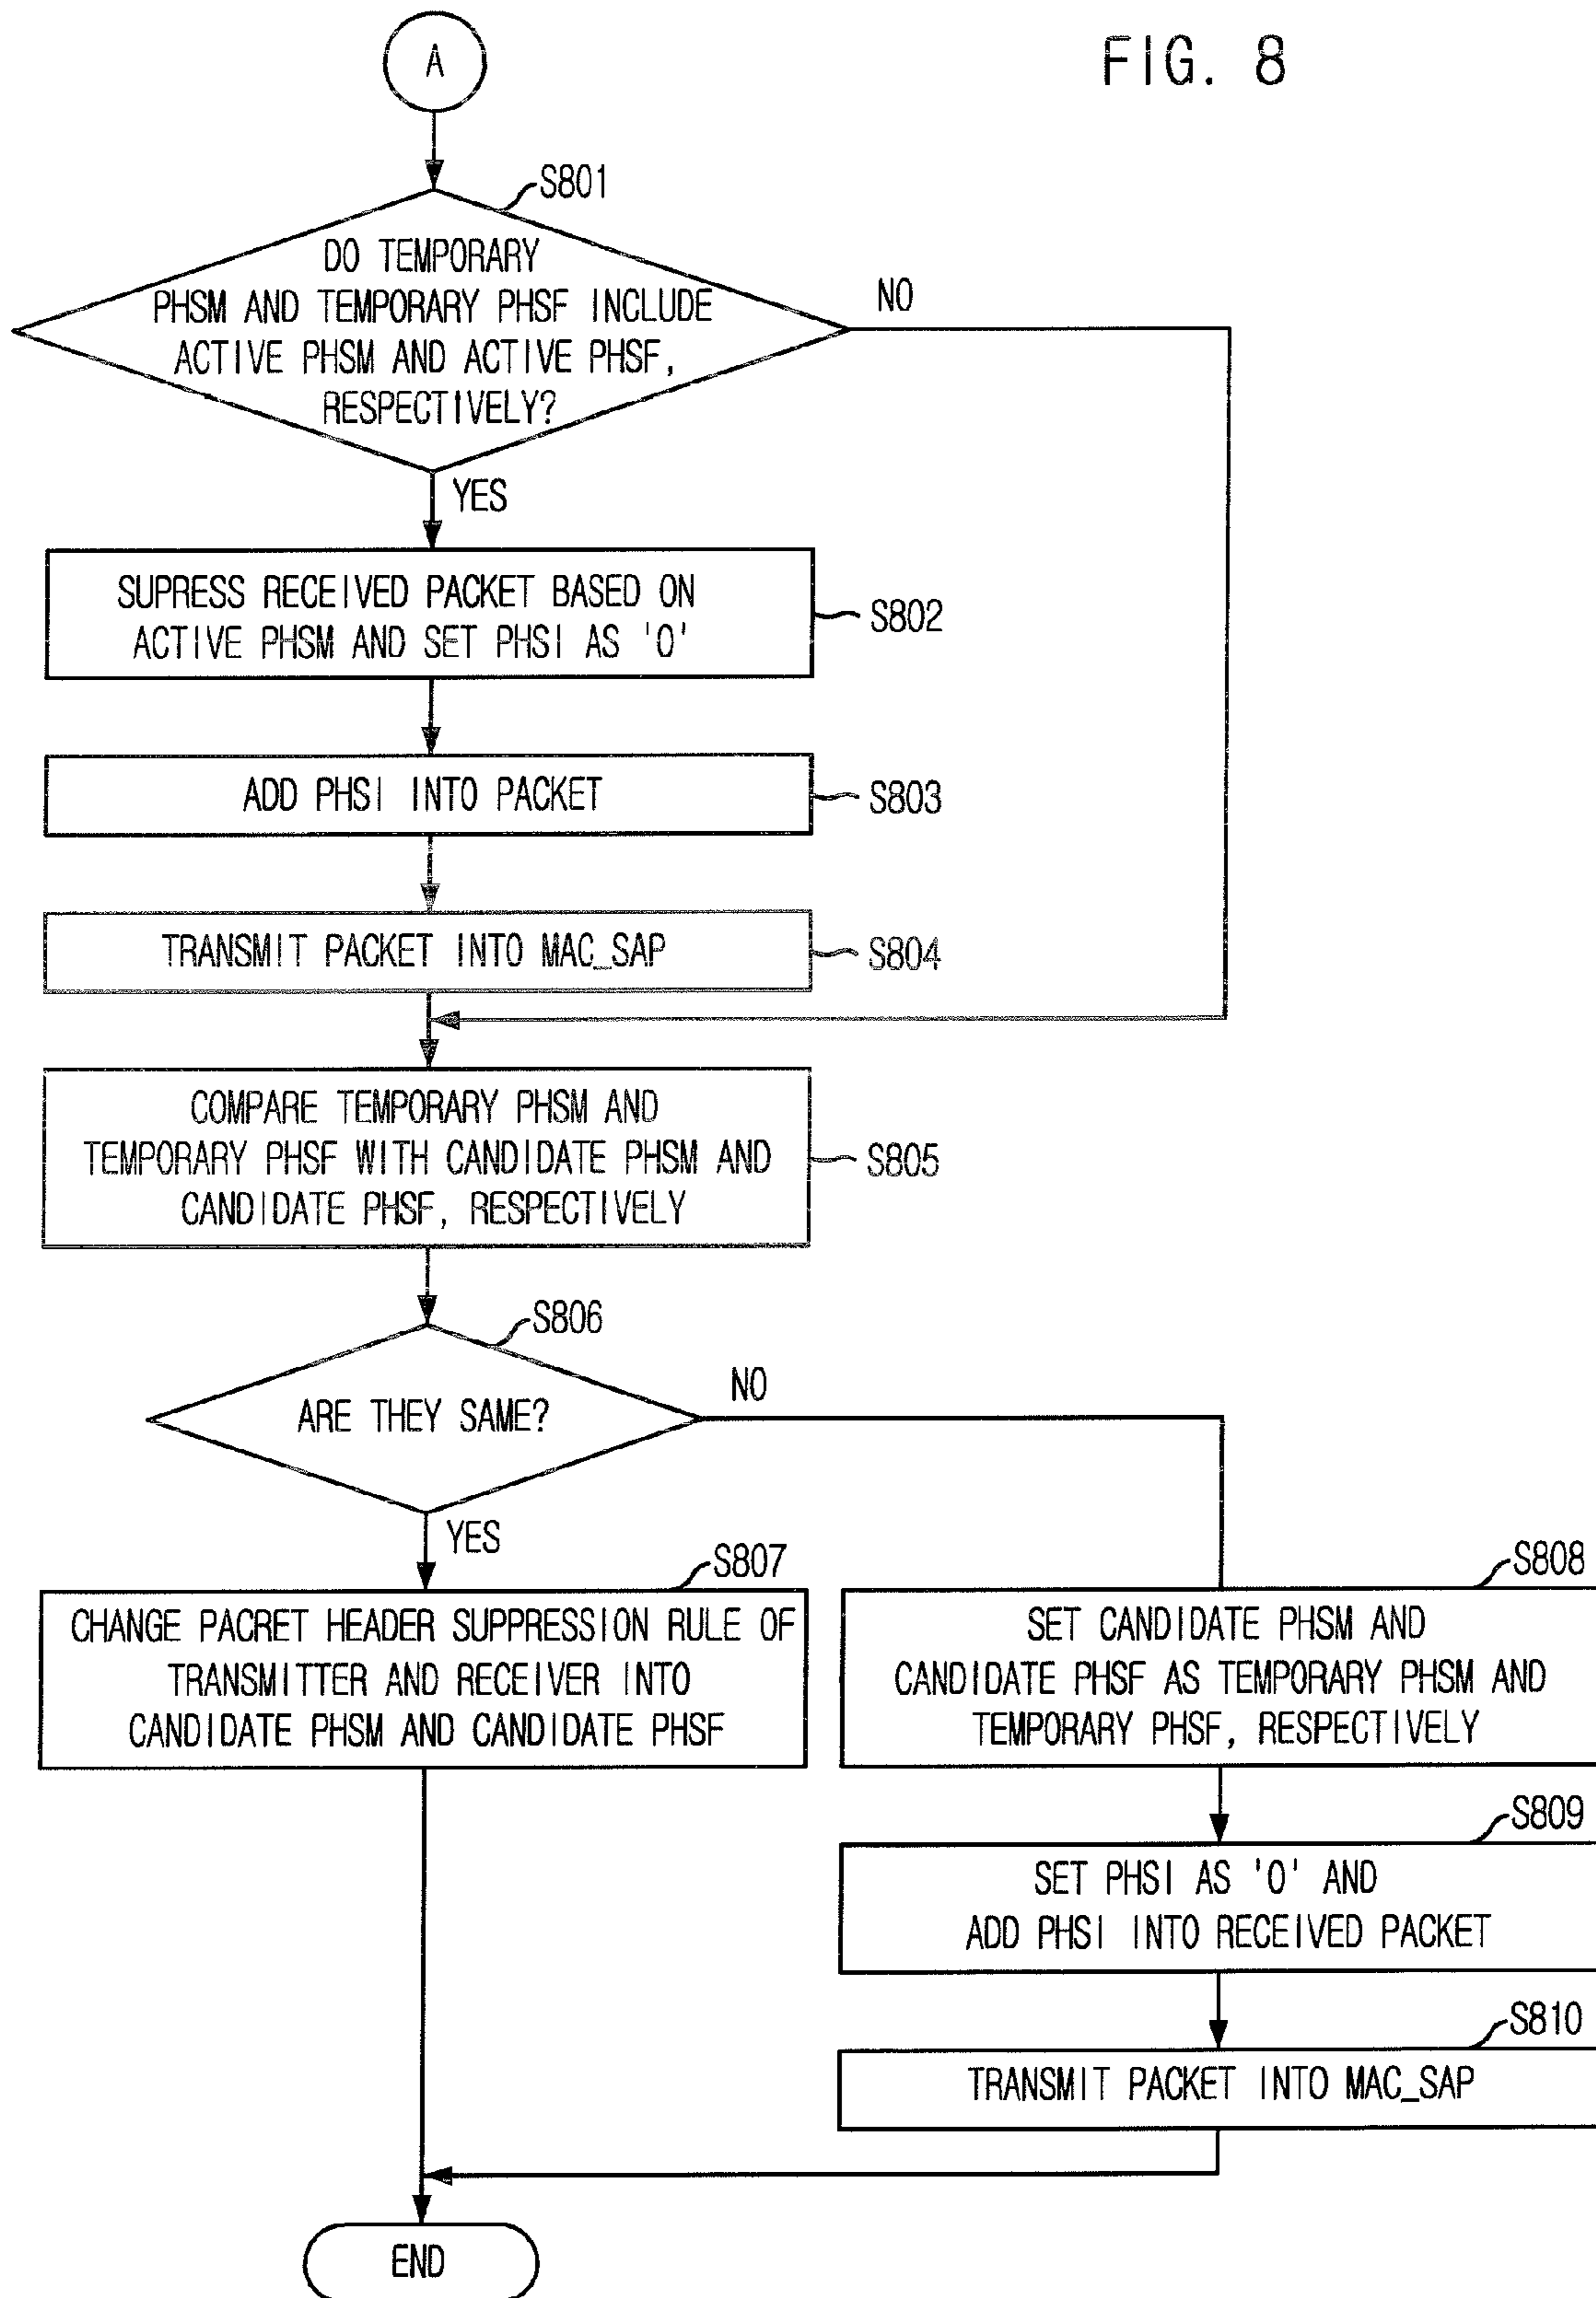 FIG. 8
A
S801
DO TEMPORARY
PHSM AND TEMPORARY PHSF INCLUDE
ACTIVE PHSM AND ACTIVE PHSF,
RESPECTIVELY?
NO
YES
SUPRESS RECEIVED PACKET BASED ON
ACTIVE PHSM AND SET PHSI AS '0'
S802
ADD PHSI INTO PACKET
S803
TRANSMIT PACKET INTO MAC_SAP
S804
COMPARE TEMPORARY PHSM AND
TEMPORARY PHSF WITH CANDIDATE PHSM AND
CANDIDATE PHSF, RESPECTIVELY
S805
S806
ARE THEY SAME?
NO
YES
S807
CHANGE PACRET HEADER SUPPRESSION RULE OF
TRANSMITTER AND RECEIVER INTO
CANDIDATE PHSM AND CANDIDATE PHSF
S808
SET CANDIDATE PHSM AND
CANDIDATE PHSF AS TEMPORARY PHSM AND
TEMPORARY PHSF, RESPECTIVELY
S809
SET PHSI AS '0' AND
ADD PHSI INTO RECEIVED PACKET
S810
TRANSMIT PACKET INTO MAC_SAP
END